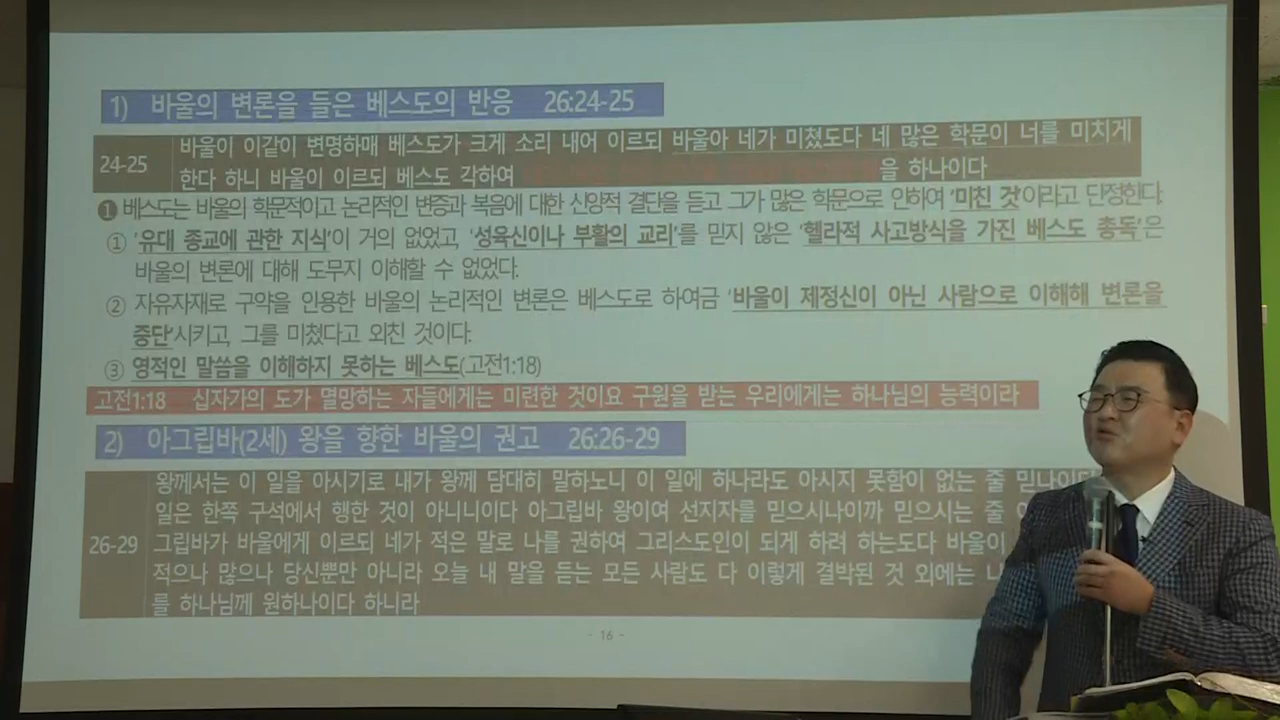 1) 바울의 변론을 들은 베스도의 반응 26:24-25
24-25
바울이 이같이 변명하매 베스도가 크게 소리 내어 이르되 바울아 네가 미쳤도다 네 많은 학문이 너를 미치게
한다 하니 바울이 이르되 베스도 각하여
을 하나이다
❶ 베스도는 바울의 학문적이고 논리적인 변증과 복음에 대한 신앙적 결단을 듣고 그가 많은 학문으로 인하여 '미친 것'이라고 단정한다.
① '유대 종교에 관한 지식'이 거의 없었고, '성육신이나 부활의 교리'를 믿지 않은 '헬라적 사고방식을 가진 베스도 총독'은
바울의 변론에 대해 도무지 이해할 수 없었다.
② 자유자재로 구약을 인용한 바울의 논리적인 변론은 베스도로 하여금 '바울이 제정신이 아닌 사람으로 이해해 변론을
중단'시키고, 그를 미쳤다고 외친 것이다.
③ 영적인 말씀을 이해하지 못하는 베스도(고전1:18)
고전1:18 십자가의 도가 멸망하는 자들에게는 미련한 것이요 구원을 받는 우리에게는 하나님의 능력이라
2) 아그립바(2세) 왕을 향한 바울의 권고 26:26-29
26-29
왕께서는 이 일을 아시기로 내가 왕께 담대히 말하노니 이 일에 하나라도 아시지 못함이 없는 줄
일은 한쪽 구석에서 행한 것이 아니니이다 아그립바 왕이여 선지자를 믿으시나이까 믿으시는 줄
그립바가 바울에게 이르되 네가 적은 말로 나를 권하여 그리스도인이 되게 하려 하는도다 바울이
적으나 많으나 당신뿐만 아니라 오늘 내 말을 듣는 모든 사람도 다 이렇게 결박된 것 외에는
를 하나님께 원하나이다 하니라
- 16 -